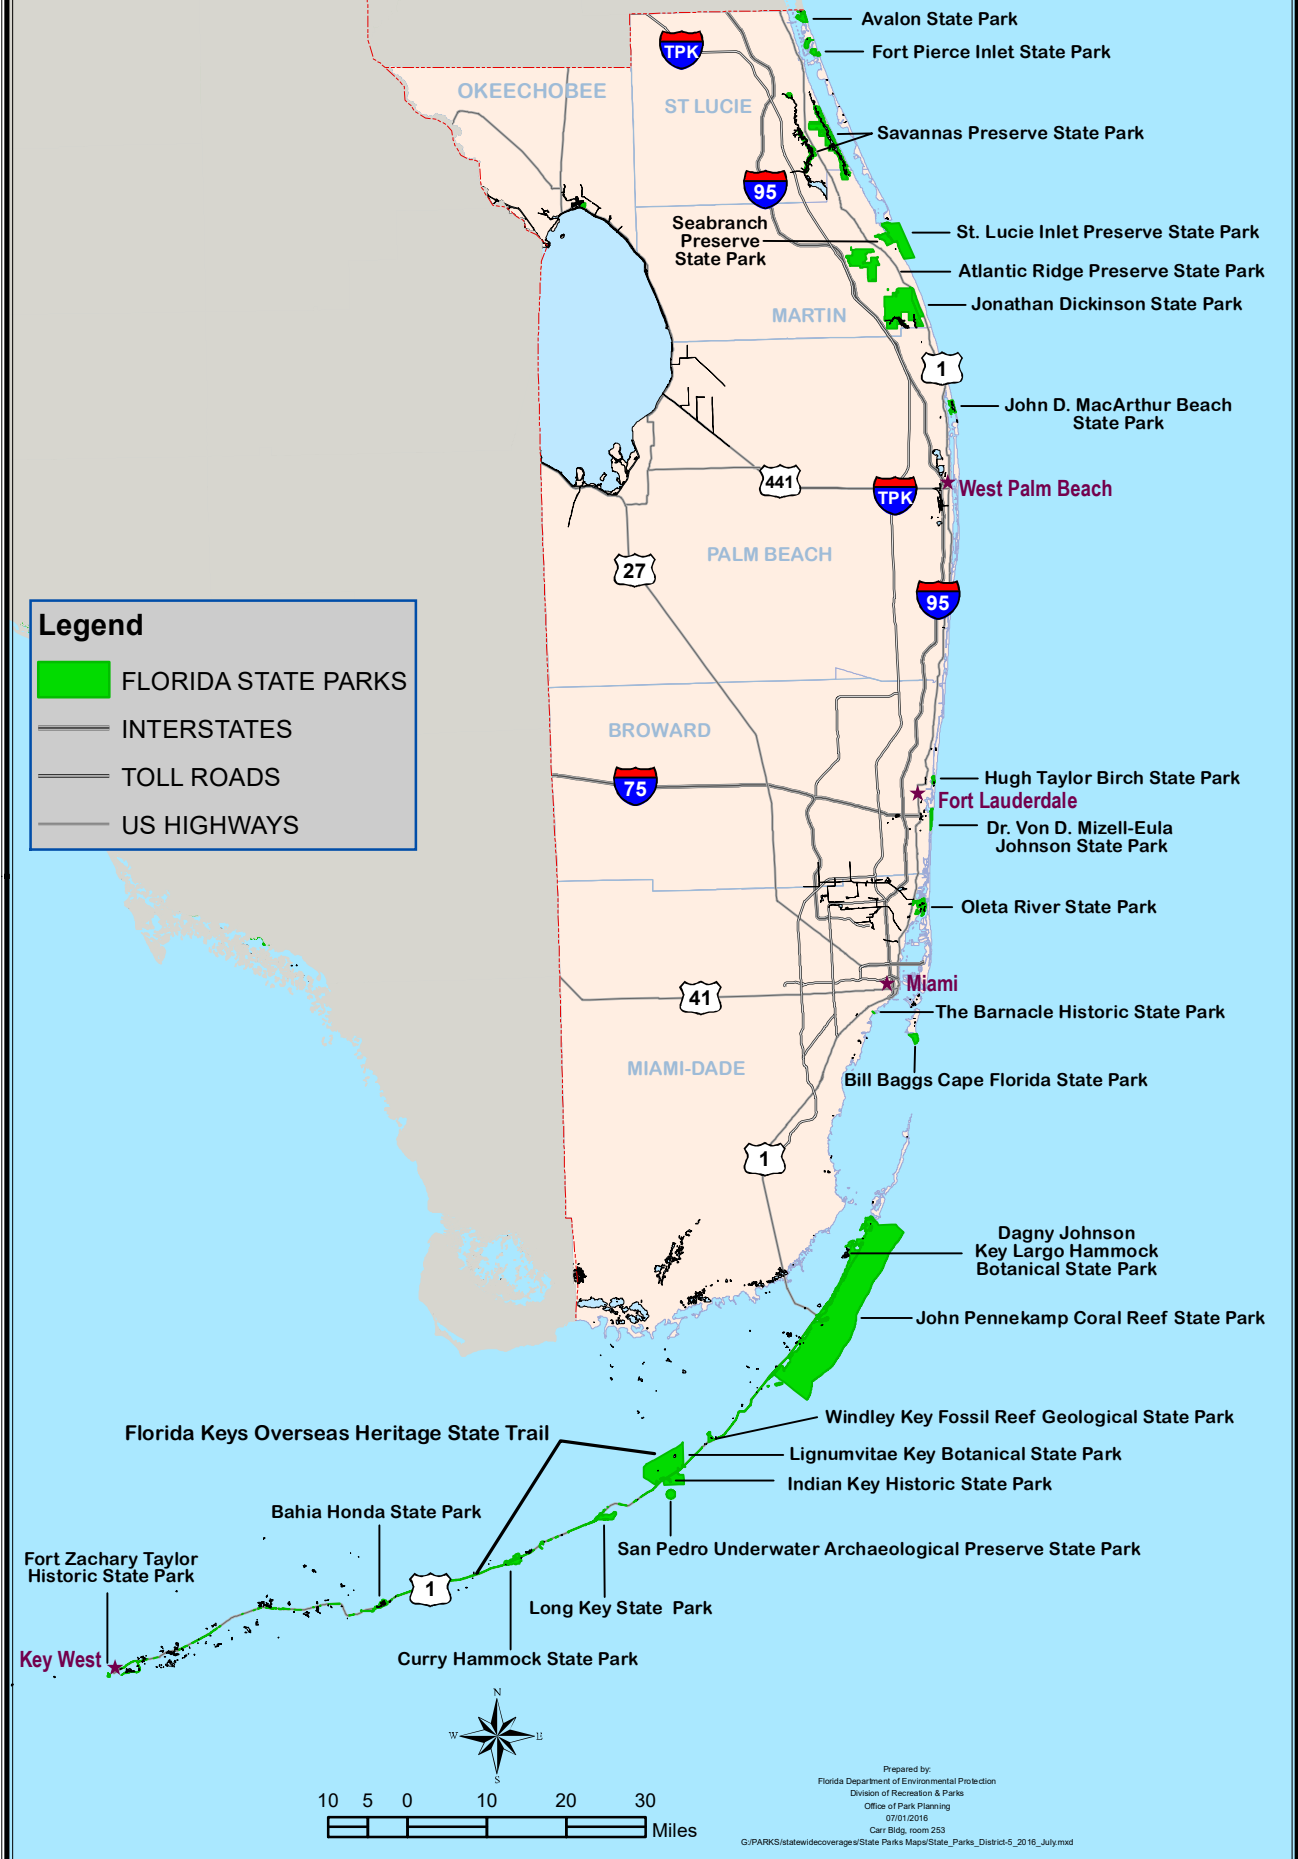 Avalon State Park
Fort Pierce Inlet State Park
TPK
OKEECHOBEE
ST LUCIE
Savannas Preserve State Park
95
Seabranch
Preserve
State Park
St. Lucie Inlet Preserve State Park
Atlantic Ridge Preserve State Park
Jonathan Dickinson State Park
MARTIN
1
John D. MacArthur Beach
State Park
441
TPK
West Palm Beach
PALM BEACH
27
95
Legend
FLORIDA STATE PARKS
INTERSTATES
TOLL ROADS
US HIGHWAYS
BROWARD
75
Hugh Taylor Birch State Park
Fort Lauderdale
Dr. Von D. Mizell-Eula
Johnson State Park
Oleta River State Park
Miami
41
The Barnacle Historic State Park
MIAMI-DADE
Bill Baggs Cape Florida State Park
1
Dagny Johnson
Key Largo Hammock
Botanical State Park
John Pennekamp Coral Reef State Park
Windley Key Fossil Reef Geological State Park
Florida Keys Overseas Heritage State Trail
Lignumvitae Key Botanical State Park
Indian Key Historic State Park
Bahia Honda State Park
San Pedro Underwater Archaeological Preserve State Park
Fort Zachary Taylor
Historic State Park
1
Long Key State Park
Key West
Curry Hammock State Park
N
W E
S
10 5 0 10 20 30
Miles
Prepared by:
Florida Department of Environmental Protection
Division of Recreation & Parks
Office of Park Planning
07/01/2016
Carr Bldg, room 253
G:/PARKS/statewidecoverages/State Parks Maps/State_Parks_District-5_2016_July.mxd